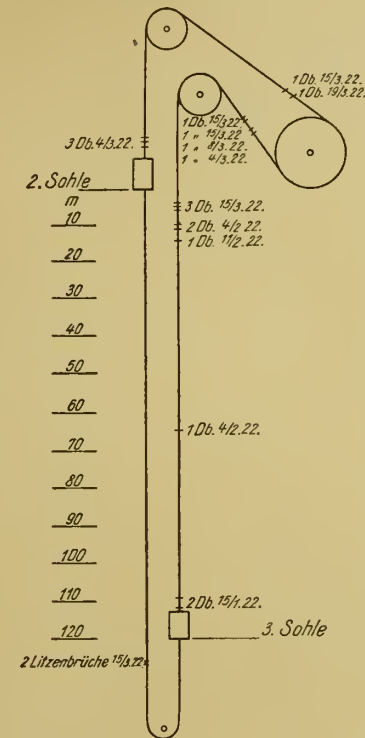 1 Db. 15/3.22.
1 Db. 19/3.22.
1 Db. 15/3.22
1 „ 15/3.22
1 „ 8/3.22.
1 „ 4/3.22.
3 Db. 4/3.22.
2. Sohle
m
10
20
30
40
50
60
70
80
90
100
110
120
3 Db. 15/3.22.
2 Db. 4/2 22.
1 Db. 11/2.22.
1 Db. 4/2.22.
2 Db. 15/1.22.
3. Sohle
2 Litzenbrüche 15/3.22